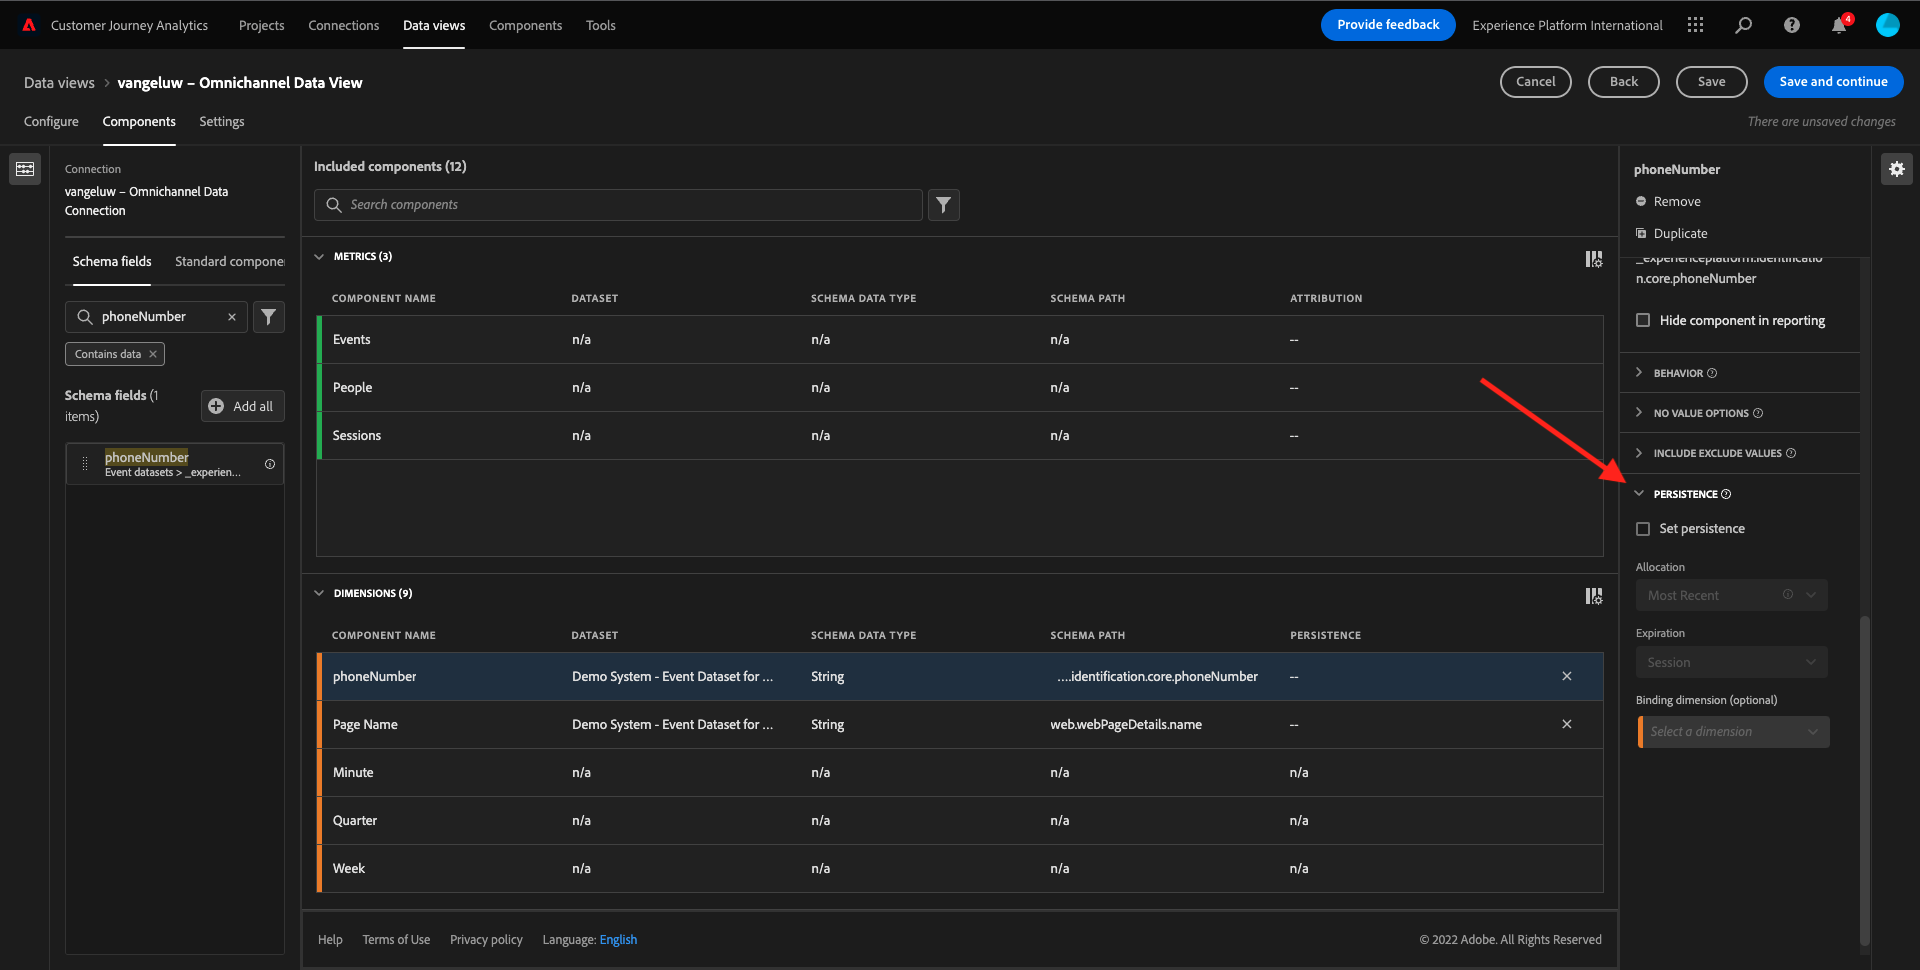 Customer Journey Analytics Projects Connections Data views Components Tools Provide feedback Experience Platform International 4
Data views > vangeluw – Omnichannel Data View Cancel Back Save Save and continue
Configure Components Settings There are unsaved changes
Connection
vangeluw – Omnichannel Data
Connection
Schema fields Standard compone
phoneNumber
Contains data
Schema fields (1
items)
Add all
phoneNumber
Event datasets > _experien...
Included components (12)
Search components
METRICS (3)
COMPONENT NAME DATASET SCHEMA DATA TYPE SCHEMA PATH ATTRIBUTION
Events n/a n/a n/a --
People n/a n/a n/a --
Sessions n/a n/a n/a --
DIMENSIONS (9)
COMPONENT NAME DATASET SCHEMA DATA TYPE SCHEMA PATH PERSISTENCE
phoneNumber Demo System - Event Dataset for ... String ....identification.core.phoneNumber --
Page Name Demo System - Event Dataset for ... String web.webPageDetails.name --
Minute n/a n/a n/a n/a
Quarter n/a n/a n/a n/a
Week n/a n/a n/a n/a
phoneNumber
Remove
Duplicate
_experienceplatform.identificatio
n.core.phoneNumber
Hide component in reporting
BEHAVIOR
NO VALUE OPTIONS
INCLUDE EXCLUDE VALUES
PERSISTENCE
Set persistence
Allocation
Most Recent
Expiration
Session
Binding dimension (optional)
Select a dimension
Help Terms of Use Privacy policy Language: English © 2022 Adobe. All Rights Reserved